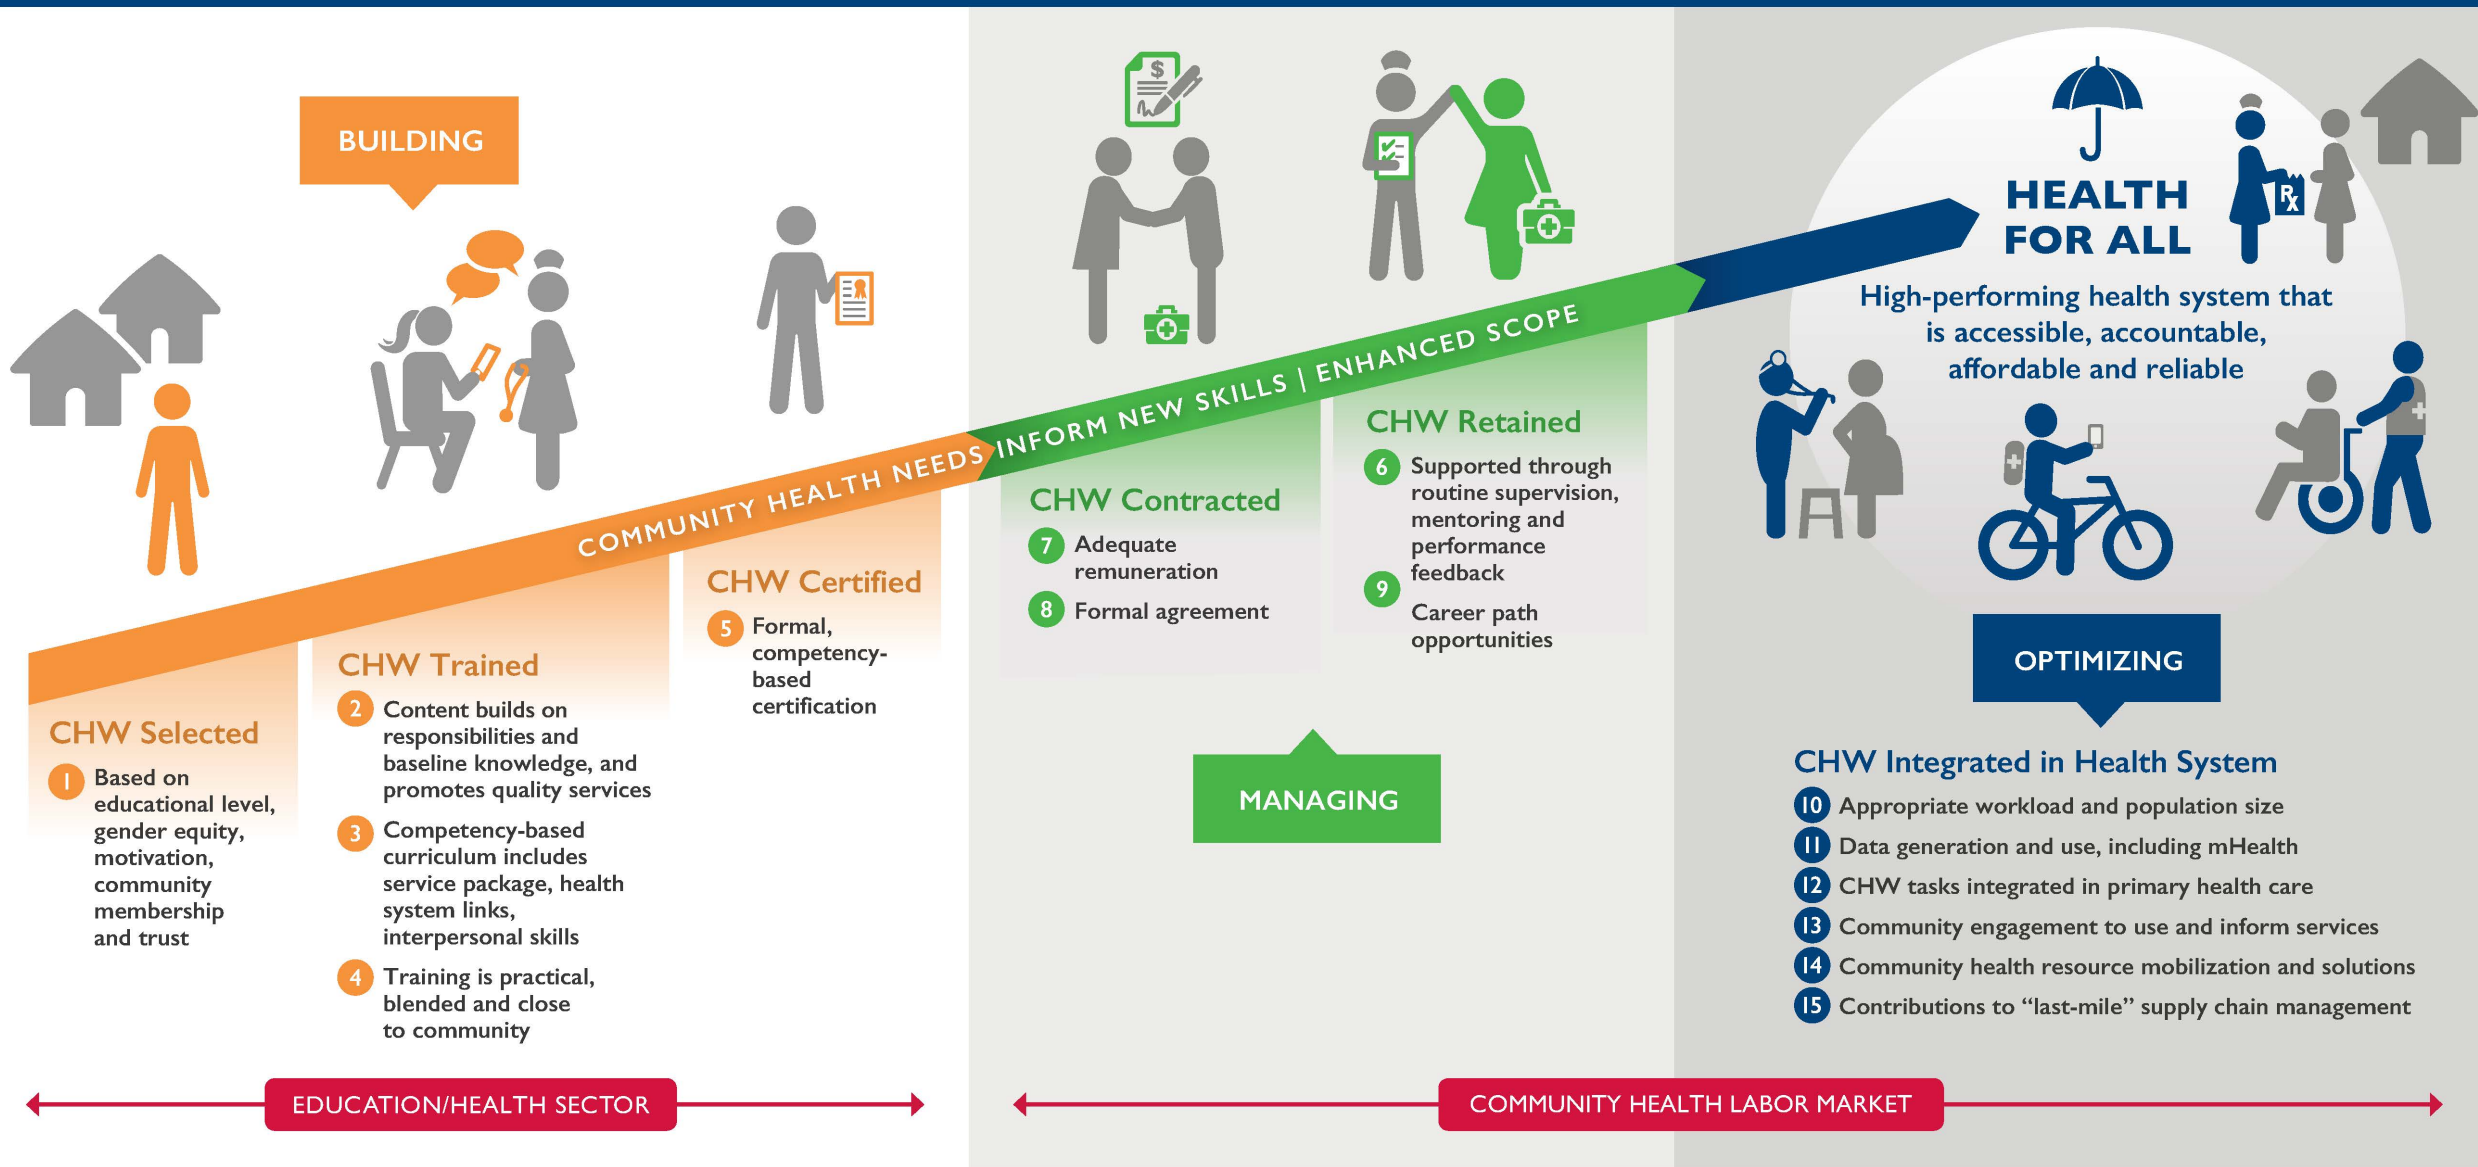 BUILDING
COMMUNITY HEALTH NEEDS INFORM NEW SKILLS | ENHANCED SCOPE
CHW Selected
1 Based on
educational level,
gender equity,
motivation,
community
membership
and trust
CHW Trained
2 Content builds on
responsibilities and
baseline knowledge, and
promotes quality services
3 Competency-based
curriculum includes
service package, health
system links,
interpersonal skills
4 Training is practical,
blended and close
to community
CHW Certified
5 Formal,
competency-
based
certification
$
CHW Contracted
7 Adequate
remuneration
8 Formal agreement
CHW Retained
6 Supported through
routine supervision,
mentoring and
performance
feedback
9 Career path
opportunities
MANAGING
HEALTH
FOR ALL
High-performing health system that
is accessible, accountable,
affordable and reliable
Rx
OPTIMIZING
CHW Integrated in Health System
10 Appropriate workload and population size
11 Data generation and use, including mHealth
12 CHW tasks integrated in primary health care
13 Community engagement to use and inform services
14 Community health resource mobilization and solutions
15 Contributions to “last-mile” supply chain management
EDUCATION/HEALTH SECTOR
COMMUNITY HEALTH LABOR MARKET